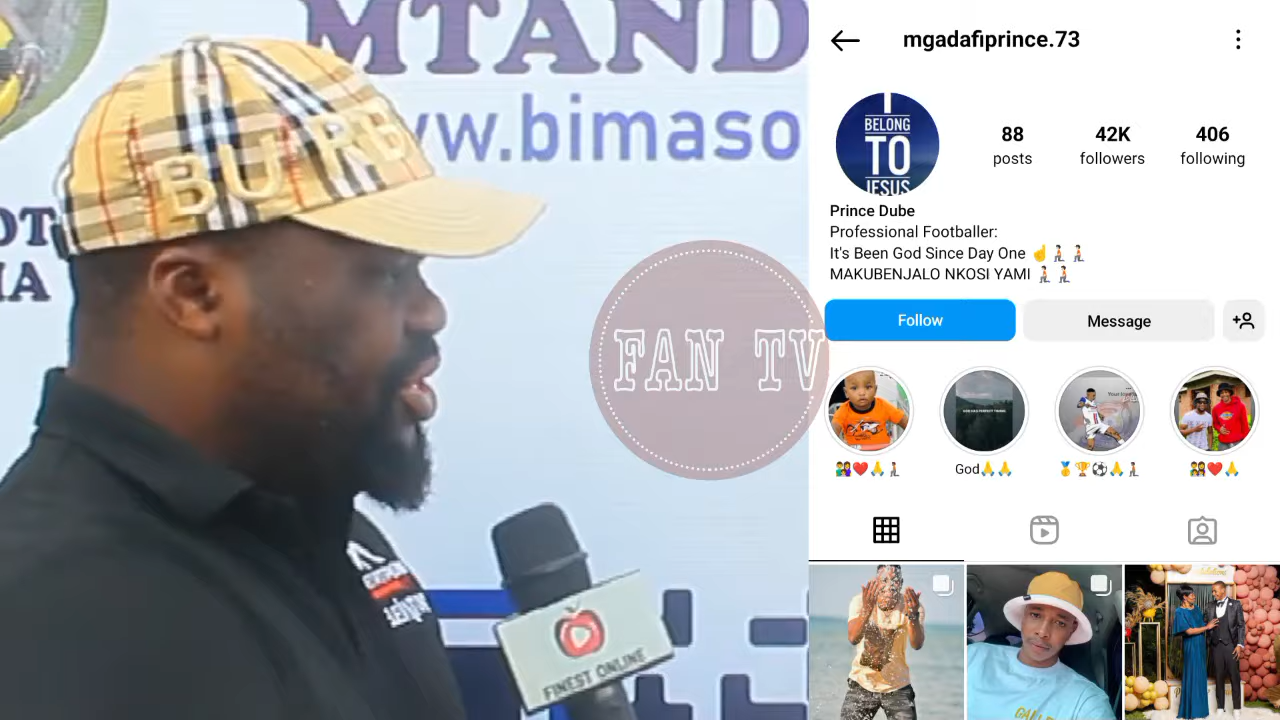 MTAND
www.bimaso
BURB
FAN TV
FINEST ONLINE
mgadafiprince.73
I
BELONG
TO
JESUS
88
posts
42K
followers
406
following
Prince Dube
Professional Footballer:
It's Been God Since Day One ☝️🧎🏽🧎🏽
MAKUBENJALO NKOSI YAMI 🧎🏽🧎🏽
Follow
Message
👫❤️🙏🧎🏽
God🙏🙏
🥇🏆⚽🙏🧎🏽
👫❤️🙏